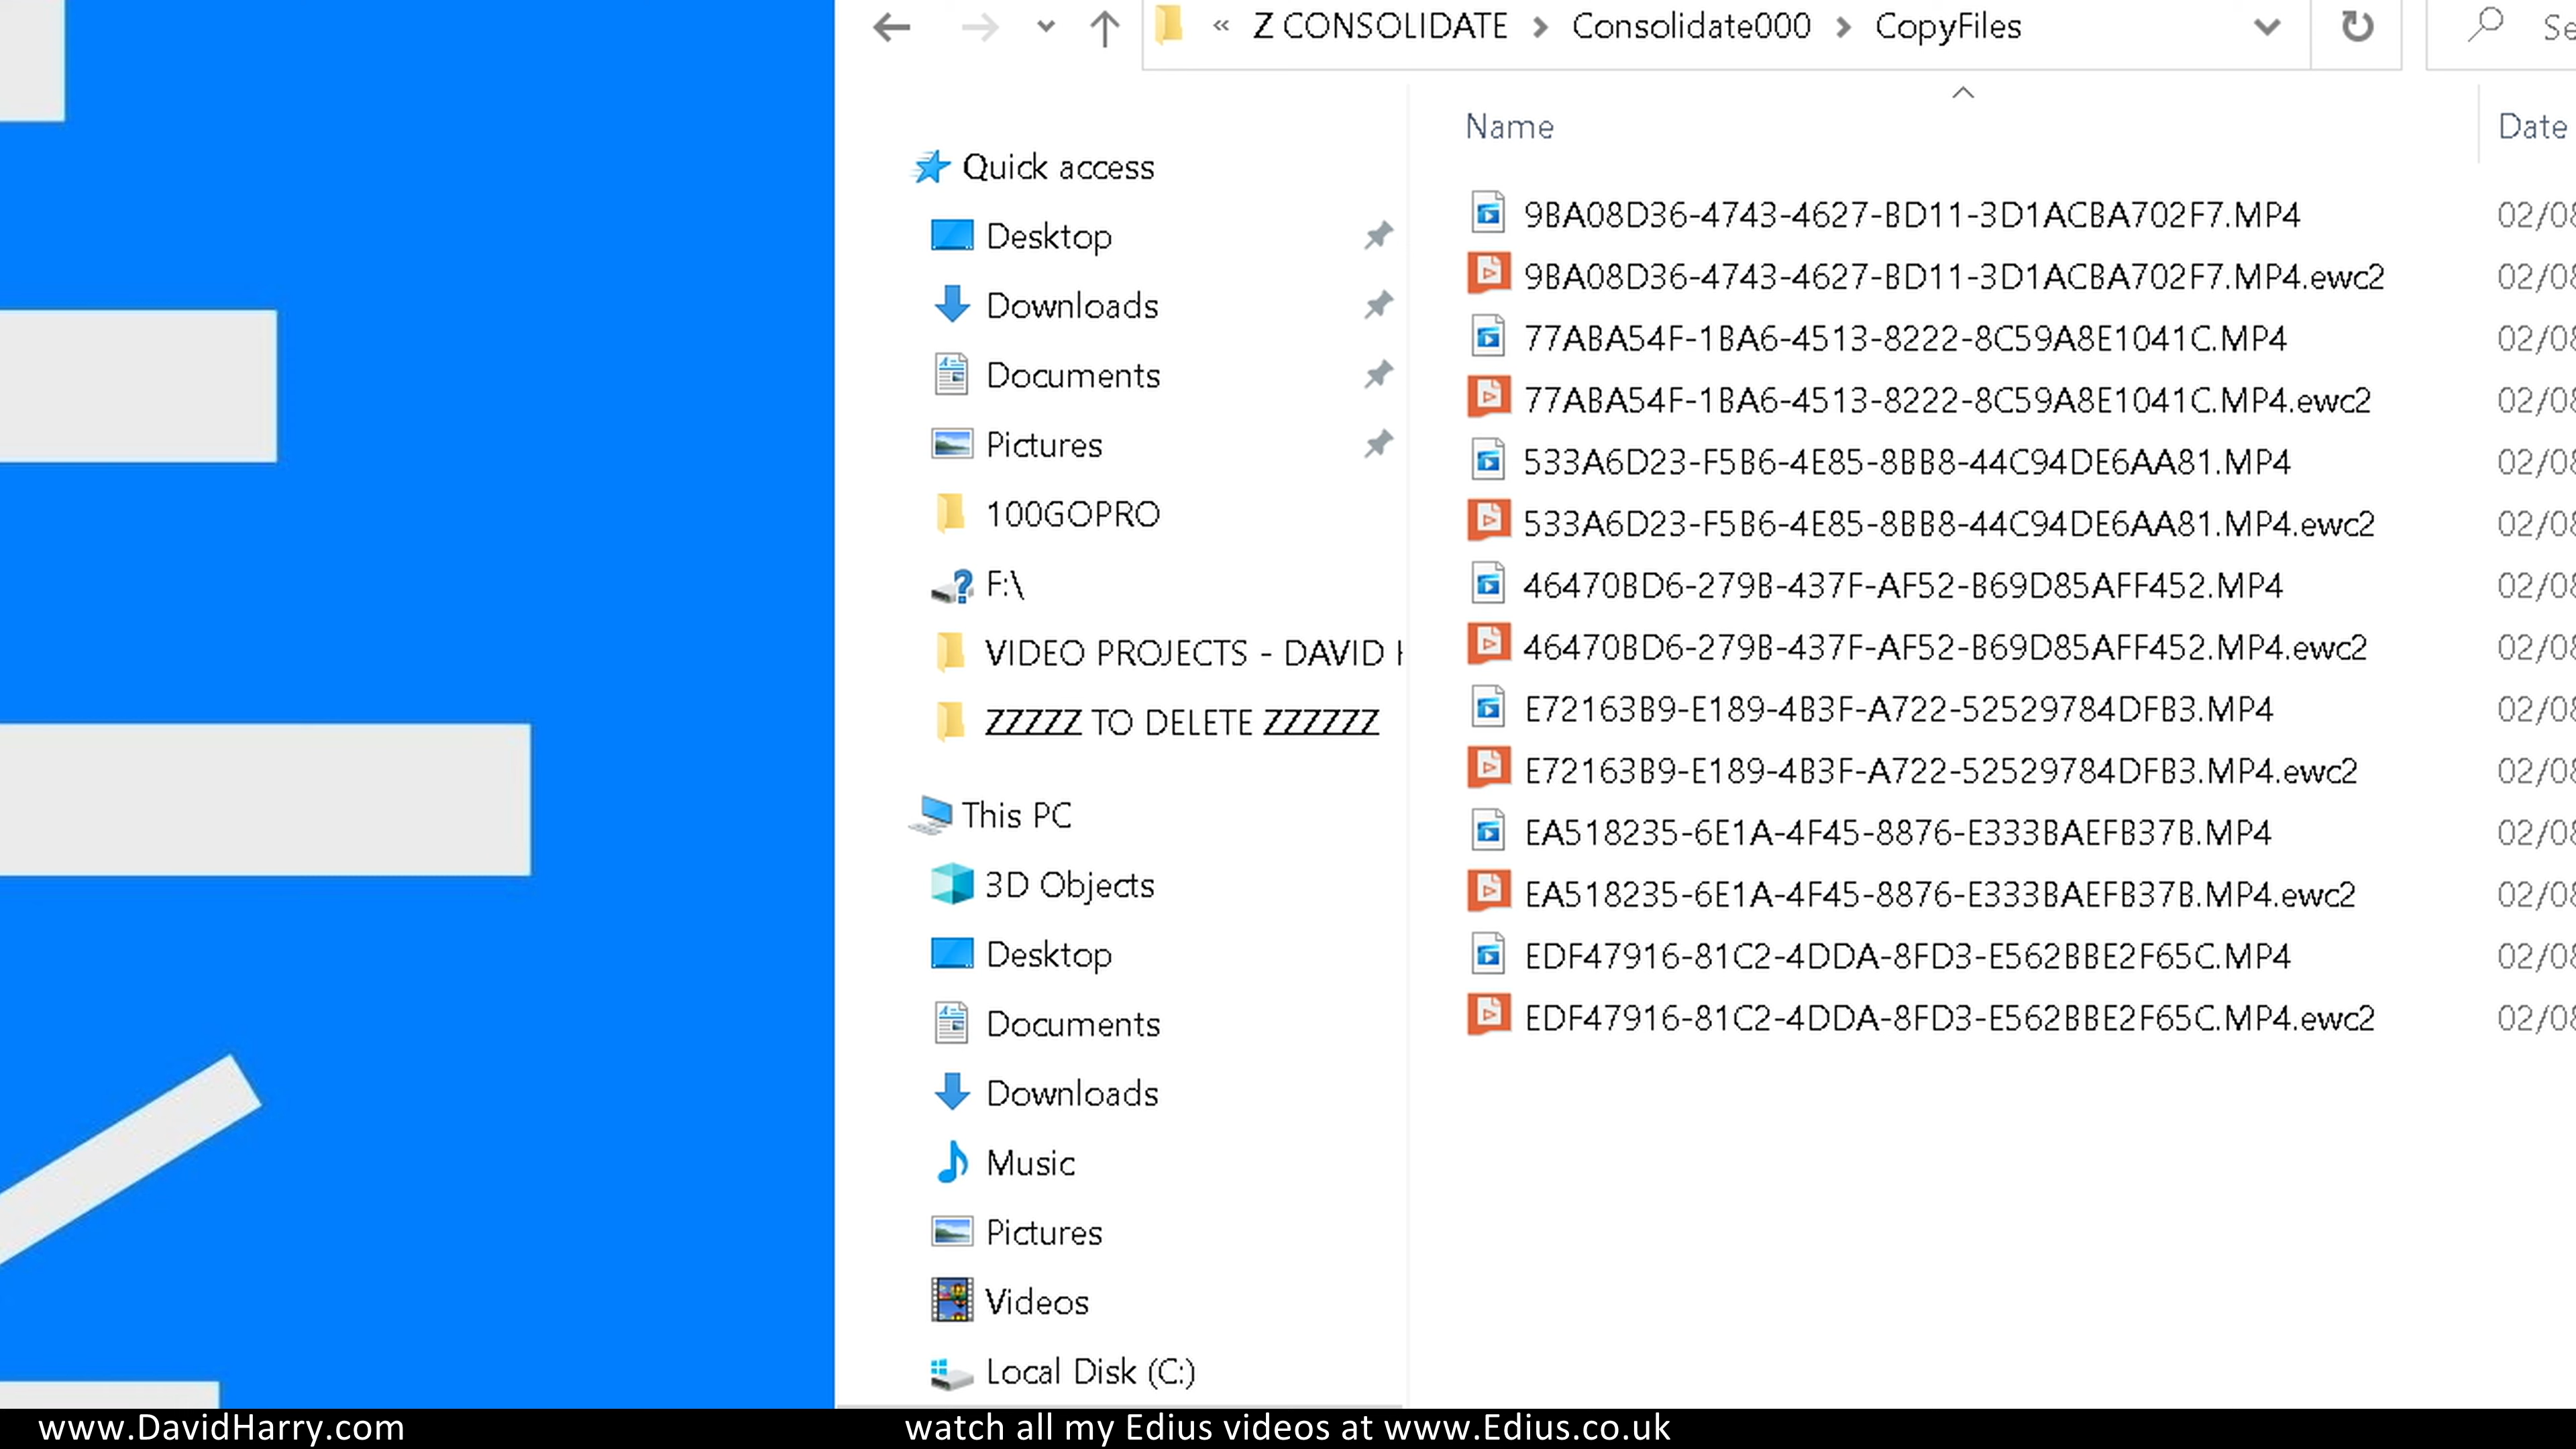 « Z CONSOLIDATE > Consolidate000 > CopyFiles
Name
Date
Quick access
Desktop
Downloads
Documents
Pictures
100GOPRO
F:\
VIDEO PROJECTS - DAVID
ZZZZZ TO DELETE ZZZZZZ
This PC
3D Objects
Desktop
Documents
Downloads
Music
Pictures
Videos
Local Disk (C:)
9BA08D36-4743-4627-BD11-3D1ACBA702F7.MP4
9BA08D36-4743-4627-BD11-3D1ACBA702F7.MP4.ewc2
77ABA54F-1BA6-4513-8222-8C59A8E1041C.MP4
77ABA54F-1BA6-4513-8222-8C59A8E1041C.MP4.ewc2
533A6D23-F5B6-4E85-8BB8-44C94DE6AA81.MP4
533A6D23-F5B6-4E85-8BB8-44C94DE6AA81.MP4.ewc2
46470BD6-279B-437F-AF52-B69D85AFF452.MP4
46470BD6-279B-437F-AF52-B69D85AFF452.MP4.ewc2
E72163B9-E189-4B3F-A722-52529784DFB3.MP4
E72163B9-E189-4B3F-A722-52529784DFB3.MP4.ewc2
EA518235-6E1A-4F45-8876-E333BAEFB37B.MP4
EA518235-6E1A-4F45-8876-E333BAEFB37B.MP4.ewc2
EDF47916-81C2-4DDA-8FD3-E562BBE2F65C.MP4
EDF47916-81C2-4DDA-8FD3-E562BBE2F65C.MP4.ewc2
www.DavidHarry.com
watch all my Edius videos at www.Edius.co.uk